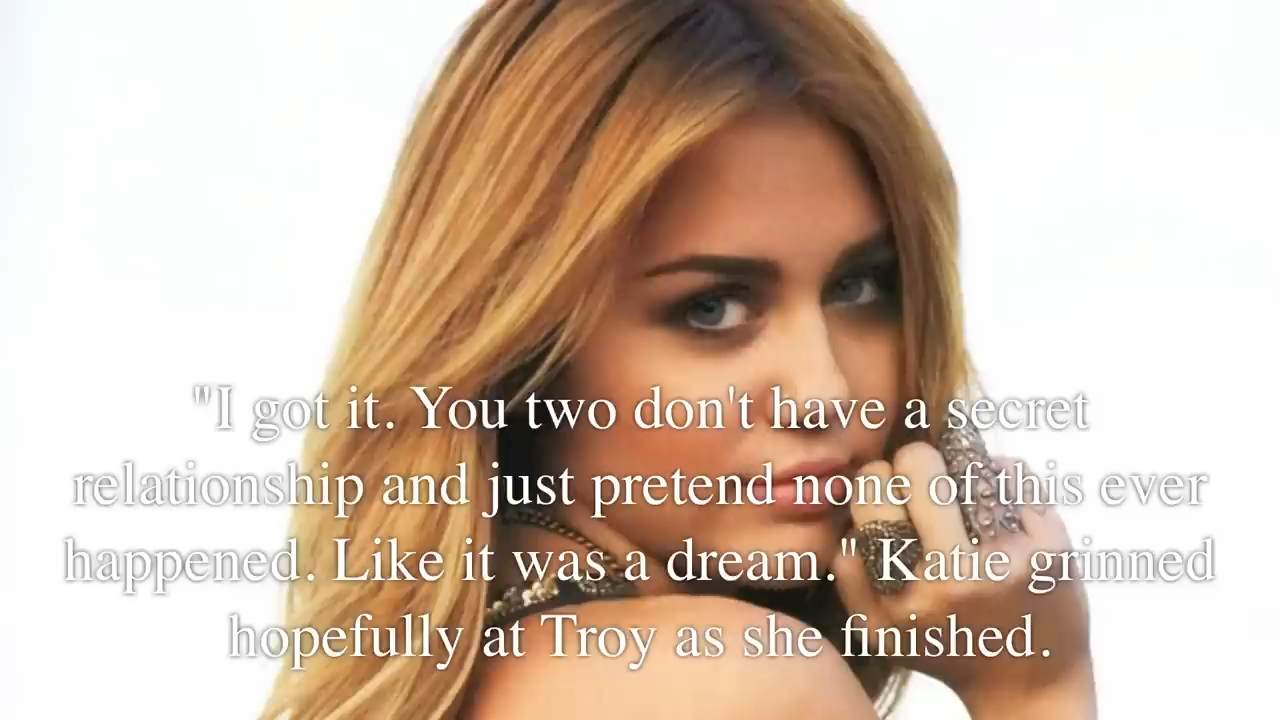 "I got it. You two don't have a secret
relationship and just pretend none of this ever
happened. Like it was a dream." Katie grinned
hopefully at Troy as she finished.